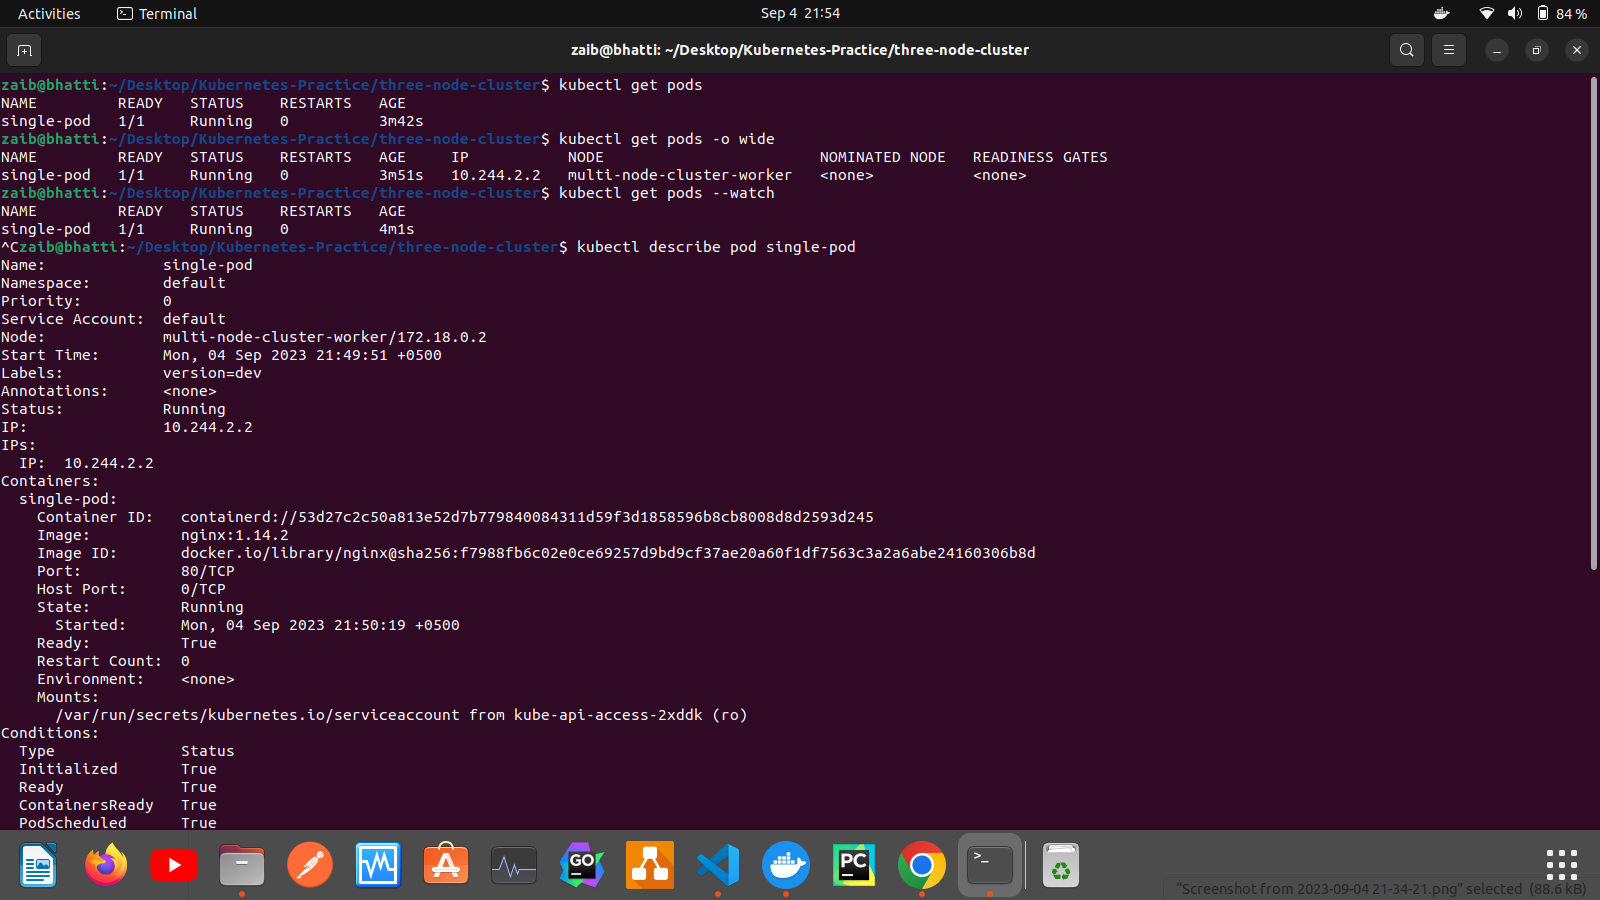 Activities Terminal Sep 4 21:54 84 %
zaib@bhatti: ~/Desktop/Kubernetes-Practice/three-node-cluster
zaib@bhatti:~/Desktop/Kubernetes-Practice/three-node-cluster$ kubectl get pods
NAME READY STATUS RESTARTS AGE
single-pod 1/1 Running 0 3m42s
zaib@bhatti:~/Desktop/Kubernetes-Practice/three-node-cluster$ kubectl get pods -o wide
NAME READY STATUS RESTARTS AGE IP NODE NOMINATED NODE READINESS GATES
single-pod 1/1 Running 0 3m51s 10.244.2.2 multi-node-cluster-worker <none> <none>
zaib@bhatti:~/Desktop/Kubernetes-Practice/three-node-cluster$ kubectl get pods --watch
NAME READY STATUS RESTARTS AGE
single-pod 1/1 Running 0 4m1s
^Czaib@bhatti:~/Desktop/Kubernetes-Practice/three-node-cluster$ kubectl describe pod single-pod
Name: single-pod
Namespace: default
Priority: 0
Service Account: default
Node: multi-node-cluster-worker/172.18.0.2
Start Time: Mon, 04 Sep 2023 21:49:51 +0500
Labels: version=dev
Annotations: <none>
Status: Running
IP: 10.244.2.2
IPs:
IP: 10.244.2.2
Containers:
single-pod:
Container ID: containerd://53d27c2c50a813e52d7b779840084311d59f3d1858596b8cb8008d8d2593d245
Image: nginx:1.14.2
Image ID: docker.io/library/nginx@sha256:f7988fb6c02e0ce69257d9bd9cf37ae20a60f1df7563c3a2a6abe24160306b8d
Port: 80/TCP
Host Port: 0/TCP
State: Running
Started: Mon, 04 Sep 2023 21:50:19 +0500
Ready: True
Restart Count: 0
Environment: <none>
Mounts:
/var/run/secrets/kubernetes.io/serviceaccount from kube-api-access-2xddk (ro)
Conditions:
Type Status
Initialized True
Ready True
ContainersReady True
PodScheduled True
GO PC >_
"Screenshot from 2023-09-04 21-34-21.png" selected (88.6 kB)